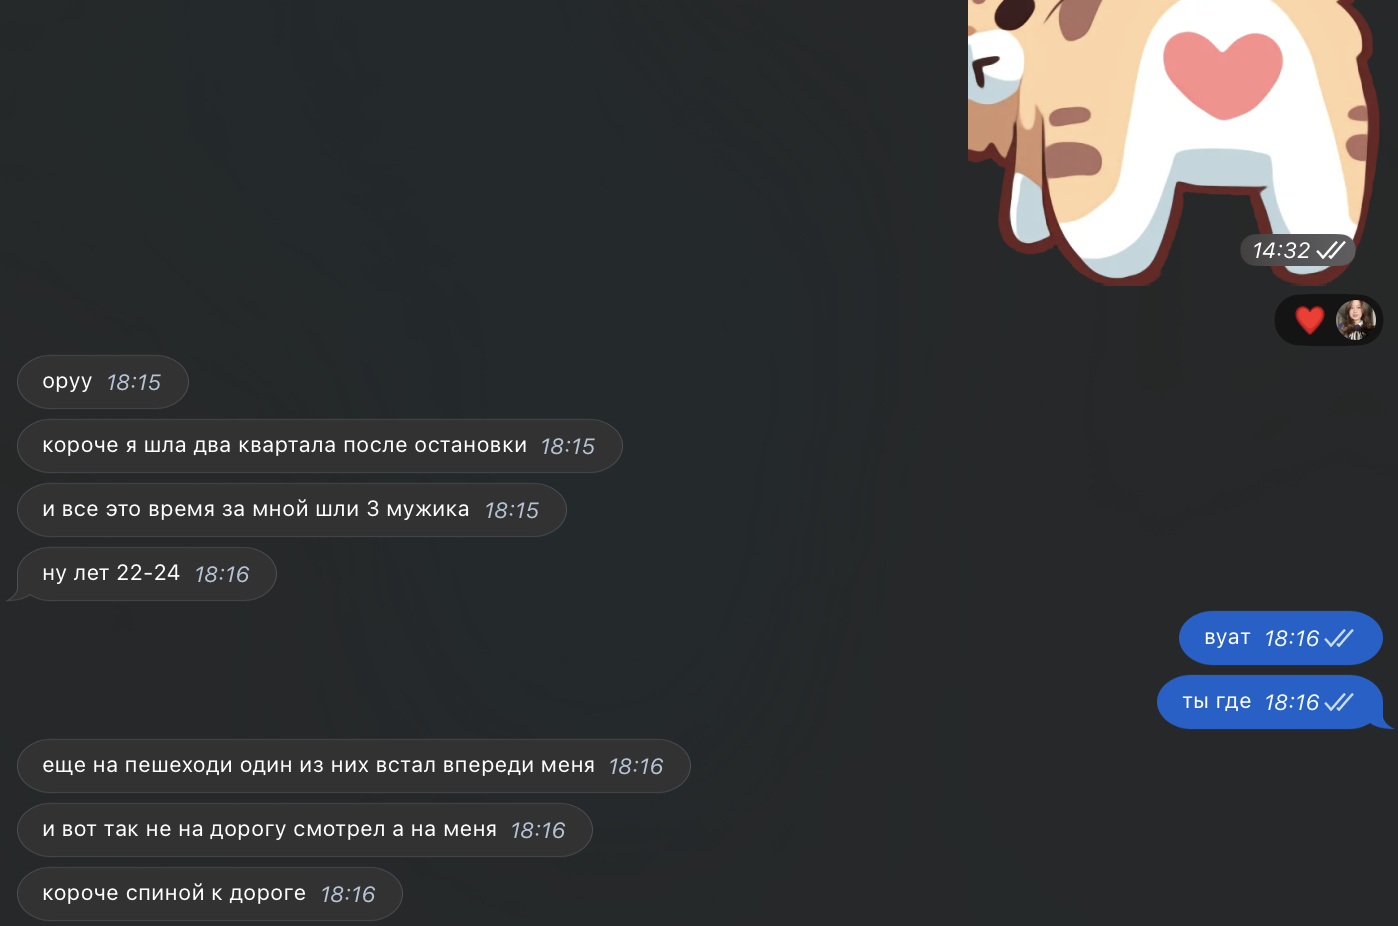 14:32
оруу 18:15
короче я шла два квартала после остановки 18:15
и все это время за мной шли 3 мужика 18:15
ну лет 22-24 18:16
вуат 18:16
ты где 18:16
еще на пешеходи один из них встал впереди меня 18:16
и вот так не на дорогу смотрел а на меня 18:16
короче спиной к дороге 18:16